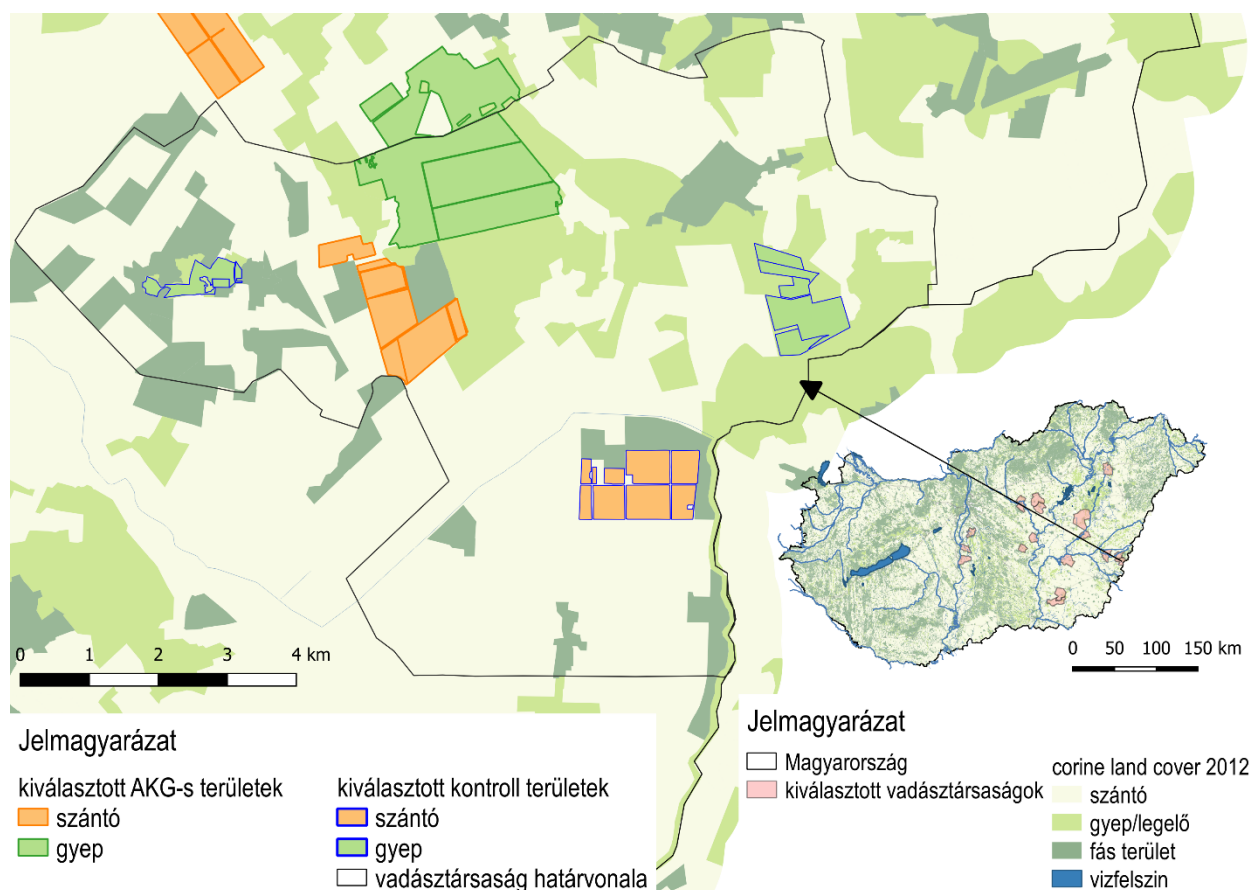 0 1 2 3 4 km
0 50 100 150 km
Jelmagyarázat
kiválasztott AKG-s területek
szántó
gyep
kiválasztott kontroll területek
szántó
gyep
vadásztársaság határvonala
Jelmagyarázat
Magyarország
kiválasztott vadásztársaságok
corine land cover 2012
szántó
gyep/legelő
fás terület
vizfelszin